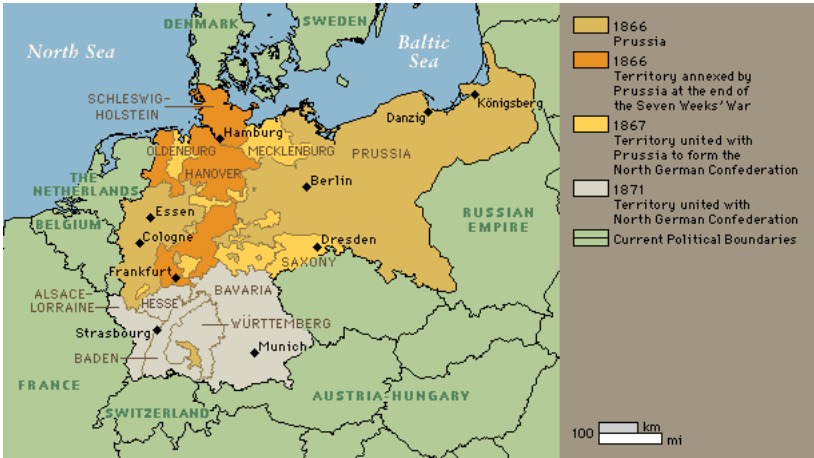 DENMARK
SWEDEN
North Sea
Baltic
Sea
SCHLESWIG-
HOLSTEIN
Hamburg
Danzig
Königsberg
OLDENBURG
MECKLENBURG
PRUSSIA
HANOVER
THE
NETHERLANDS
Berlin
Essen
BELGIUM
RUSSIAN
EMPIRE
Cologne
Dresden
SAXONY
Frankfurt
BAVARIA
ALSACE-
LORRAINE
HESSE
WÜRTTEMBERG
Strasbourg
Munich
BADEN
FRANCE
AUSTRIA-HUNGARY
SWITZERLAND
1866
Prussia
1866
Territory annexed by
Prussia at the end of
the Seven Weeks' War
1867
Territory united with
Prussia to form the
North German Confederation
1871
Territory united with
North German Confederation
Current Political Boundaries
100 km
mi